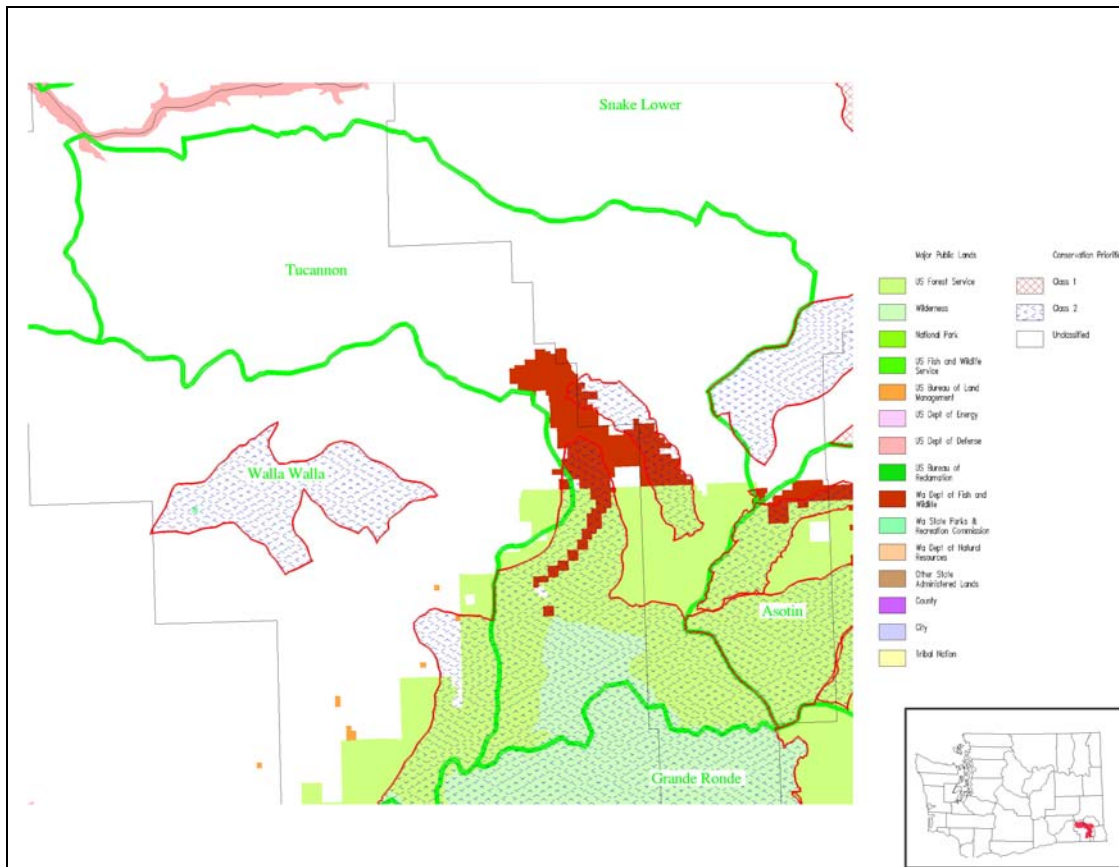 Snake Lower
Tucannon
Walla Walla
Asotin
Grande Ronde
Major Public Lands
US Forest Service
Wilderness
National Park
US Fish and Wildlife
Service
US Bureau of Land
Management
US Dept of Energy
US Dept of Defense
US Bureau of
Reclamation
Wa Dept of Fish and
Wildlife
Wa State Parks &
Recreation Commission
Wa Dept of Natural
Resources
Other State
Administered Lands
County
City
Tribal Nation
Conservation Prioriti
Class 1
Class 2
Unclassified